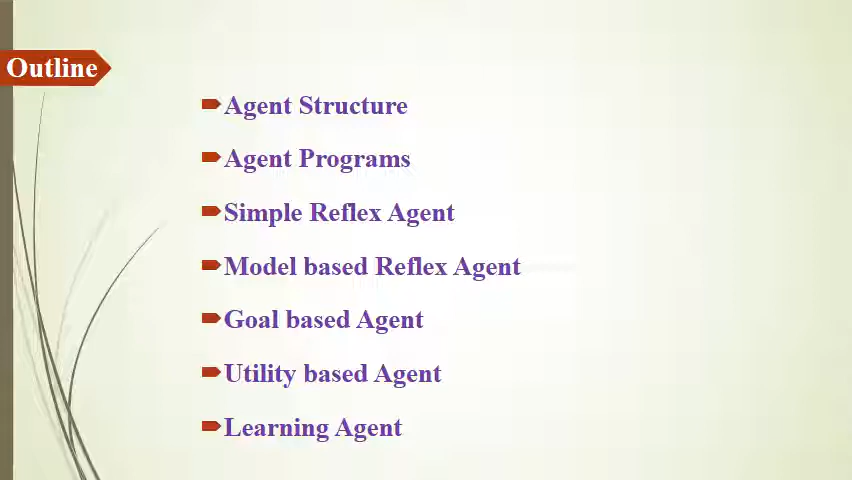 Outline
Agent Structure
Agent Programs
Simple Reflex Agent
Model based Reflex Agent
Goal based Agent
Utility based Agent
Learning Agent